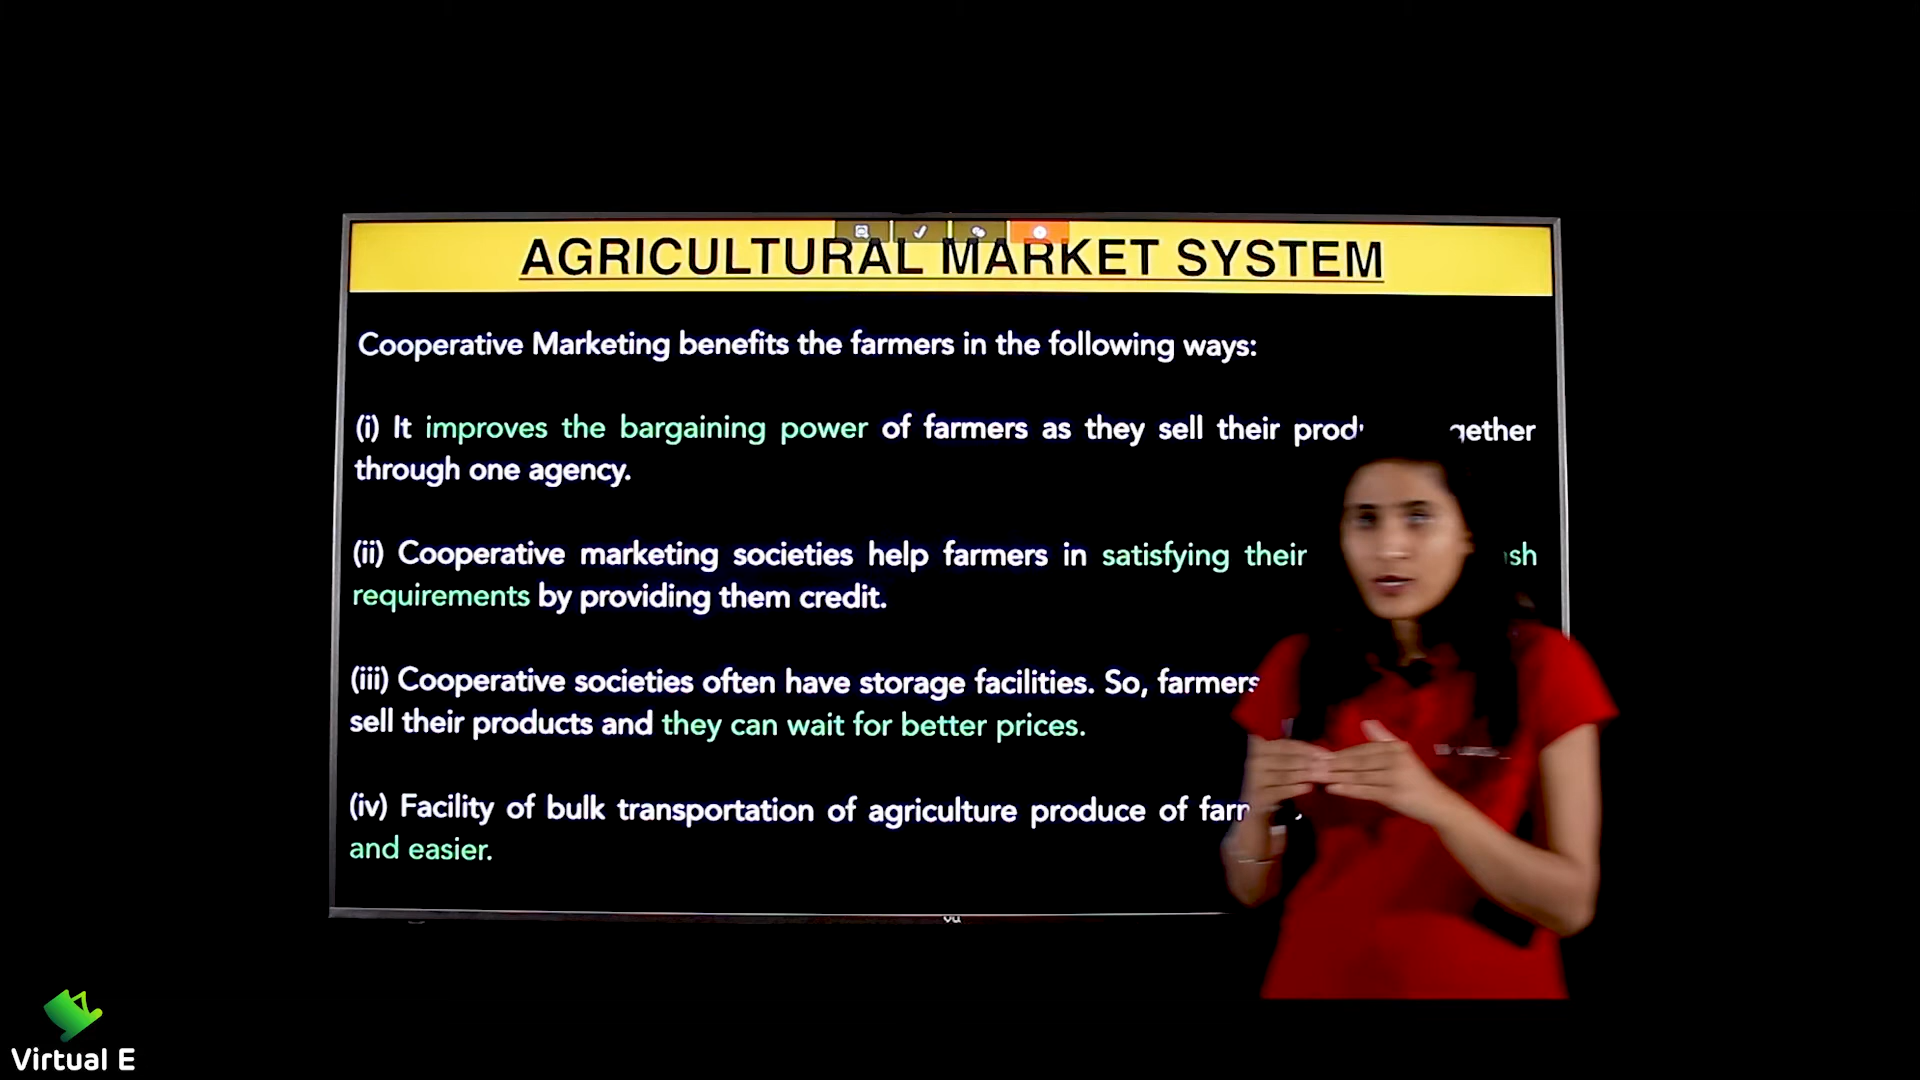 AGRICULTURAL MARKET SYSTEM
Cooperative Marketing benefits the farmers in the following ways:
(i) It improves the bargaining power of farmers as they sell their
through one agency.
(ii) Cooperative marketing societies help farmers in satisfying their
requirements by providing them credit.
(iii) Cooperative societies often have storage facilities. So, farmers
sell their products and they can wait for better prices.
(iv) Facility of bulk transportation of agriculture produce of
and easier.
Virtual E